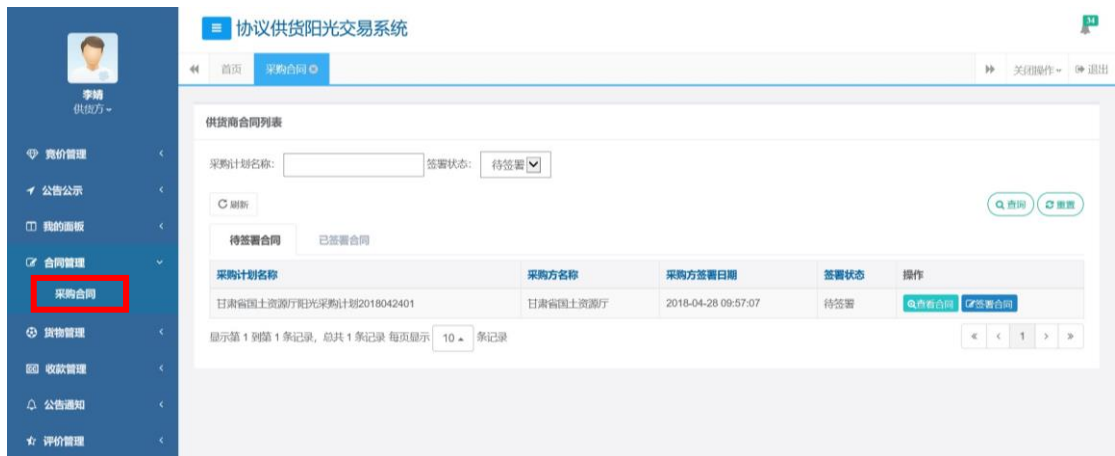 协议供货阳光交易系统
34
首页 采购合同
关闭操作 退出
李婧
供货方
竞价管理
公告公示
我的面板
合同管理
采购合同
货物管理
收款管理
公告通知
评价管理
供货商合同列表
采购计划名称: 签署状态: 待签署
刷新 查询 重置
待签署合同 已签署合同
采购计划名称 采购方名称 采购方签署日期 签署状态 操作
甘肃省国土资源厅阳光采购计划2018042401 甘肃省国土资源厅 2018-04-28 09:57:07 待签署 查看合同 签署合同
显示第 1 到第 1 条记录，总共 1 条记录 每页显示 10 条记录
« ‹ 1 › »